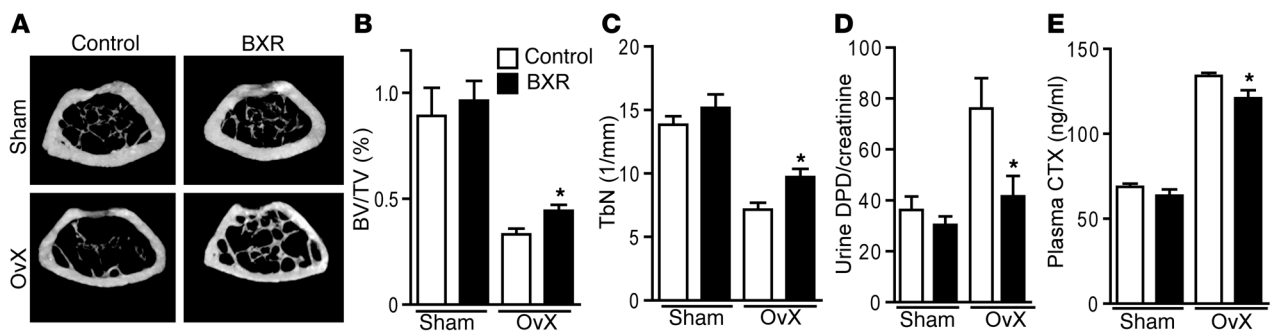 A
Control
BXR
Sham
OvX
B
BV/TV (%)
1.0
0.5
0
Control
BXR
Sham
OvX
*
C
TbN (1/mm)
20
15
10
5
0
Sham
OvX
*
D
Urine DPD/creatinine
100
80
60
40
20
0
Sham
OvX
*
E
Plasma CTX (ng/ml)
150
100
50
0
Sham
OvX
*